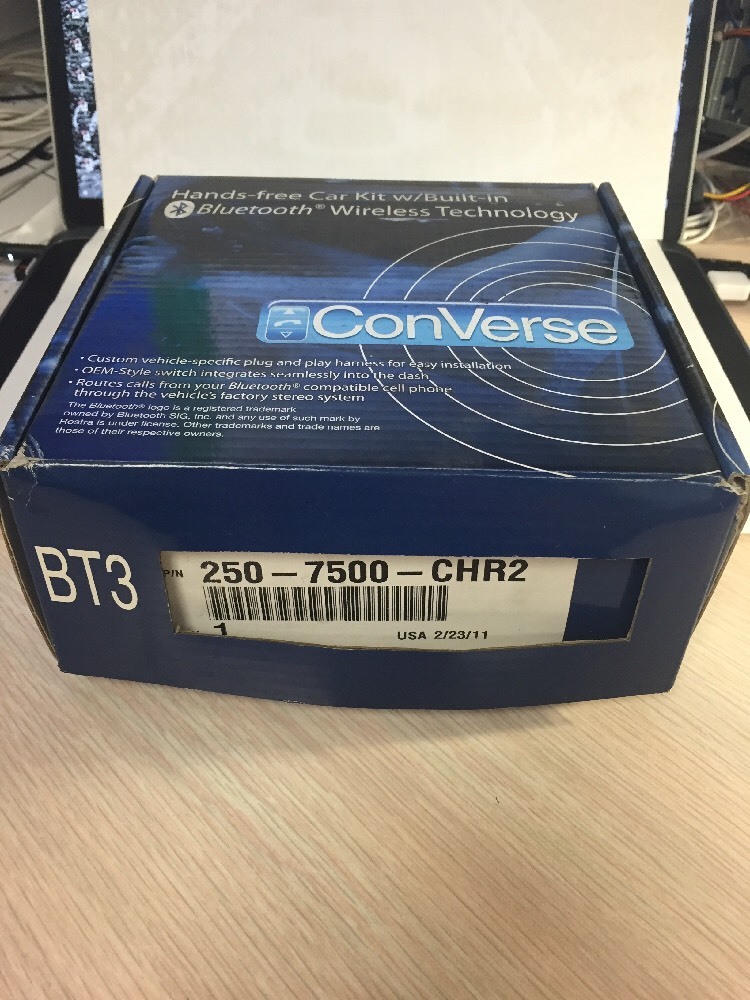 Hands-free Car Kit w/Built-in
Bluetooth® Wireless Technology
ConVerse
• Custom vehicle-specific plug and play harness for easy installation
• OEM-Style switch integrates seamlessly into the dash
• Routes calls from your Bluetooth® compatible cell phone
through the vehicle's factory stereo system
The Bluetooth® logo is a registered trademark
owned by Bluetooth SIG, Inc. and any use of such mark by
Hostra is under license. Other trademarks and trade names are
those of their respective owners.
BT3
P/N 250-7500-CHR2
1
USA 2/23/11